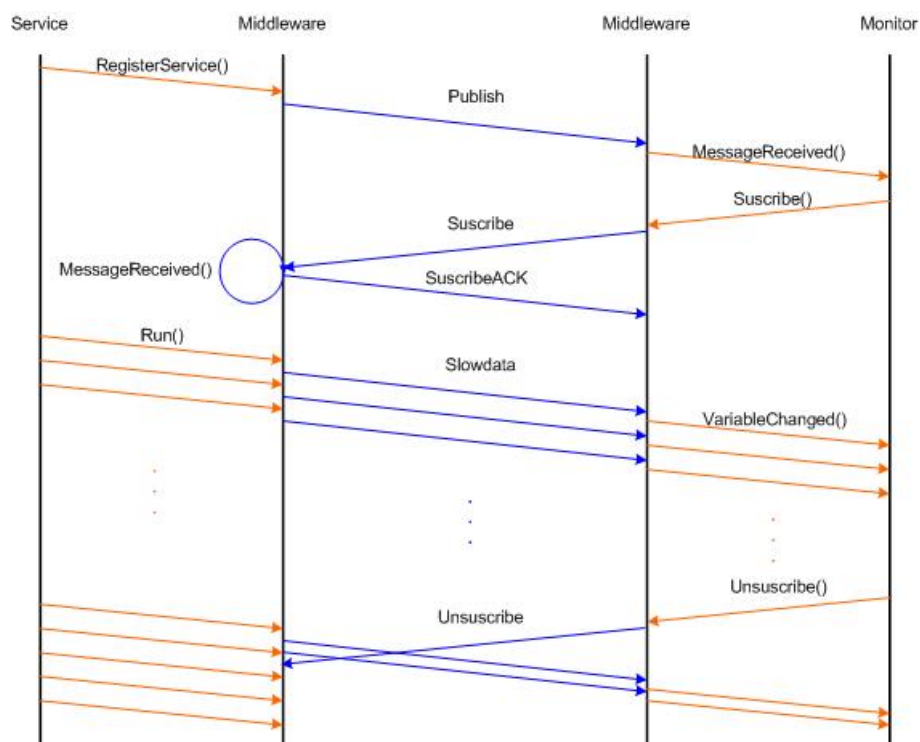 Service
Middleware
Middleware
Monitor
RegisterService()
Publish
MessageReceived()
Suscribe()
Suscribe
MessageReceived()
SuscribeACK
Run()
Slowdata
VariableChanged()
Unsuscribe()
Unsuscribe